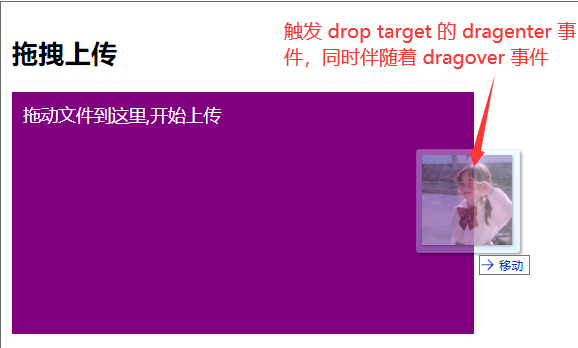 触发 drop target 的 dragenter 事
件，同时伴随着 dragover 事件
拖拽上传
拖动文件到这里,开始上传
移动